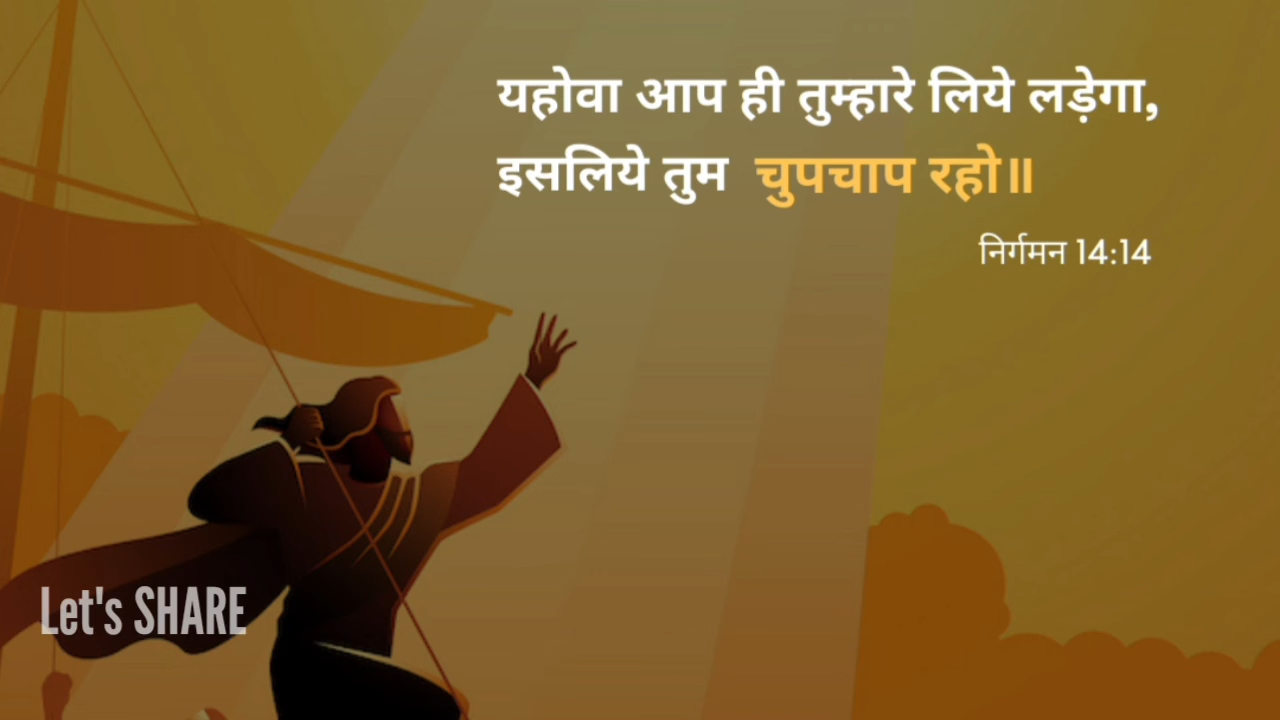 यहोवा आप ही तुम्हारे लिये लड़ेगा,
इसलिये तुम चुपचाप रहो॥
निर्गमन 14:14
Let's SHARE